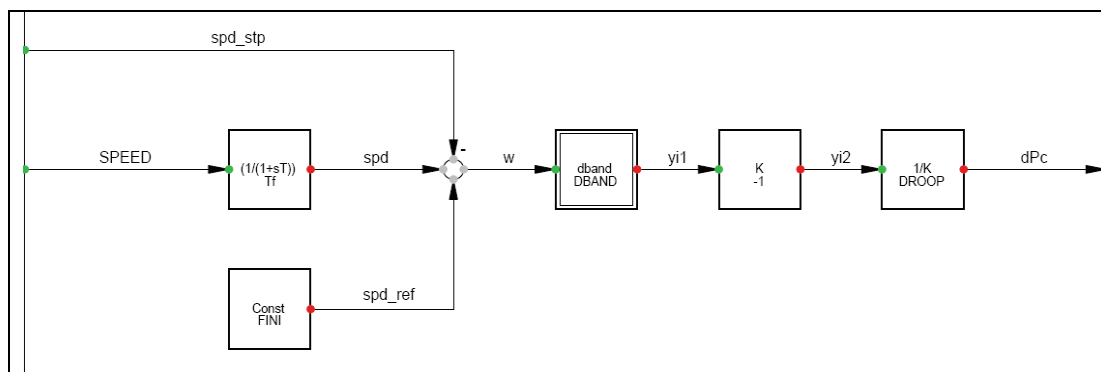 spd_stp
-
SPEED
(1/(1+sT))
Tf
spd
w
dband
DBAND
yi1
K
-1
yi2
1/K
DROOP
dPc
Const
FINI
spd_ref